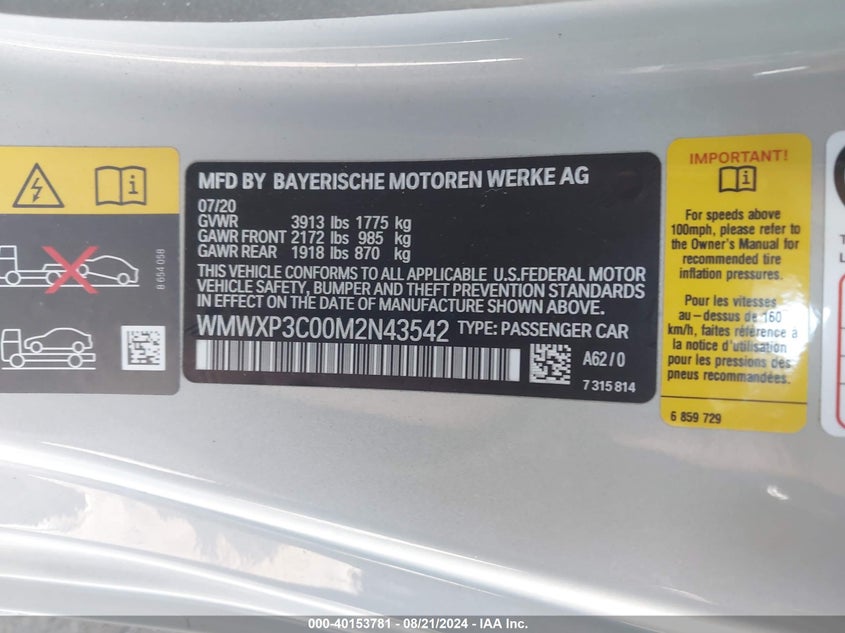 8 654 058
MFD BY BAYERISCHE MOTOREN WERKE AG
07/20
GVWR 3913 lbs 1775 kg
GAWR FRONT 2172 lbs 985 kg
GAWR REAR 1918 lbs 870 kg
THIS VEHICLE CONFORMS TO ALL APPLICABLE U.S.FEDERAL MOTOR
VEHICLE SAFETY, BUMPER AND THEFT PREVENTION STANDARDS
IN EFFECT ON THE DATE OF MANUFACTURE SHOWN ABOVE.
WMWXP3C00M2N43542 TYPE: PASSENGER CAR
A62 / 0
7 315 814
IMPORTANT!
For speeds above
100mph, please refer to
the Owner's Manual for
recommended tire
inflation pressures.
Pour les vitesses
au-dessus de 160
km/h, faites référence à
la notice d'utilisation
pour les pressions des
pneus recommandées.
6 859 729
000-40153781 - 08/21/2024 - IAA Inc.